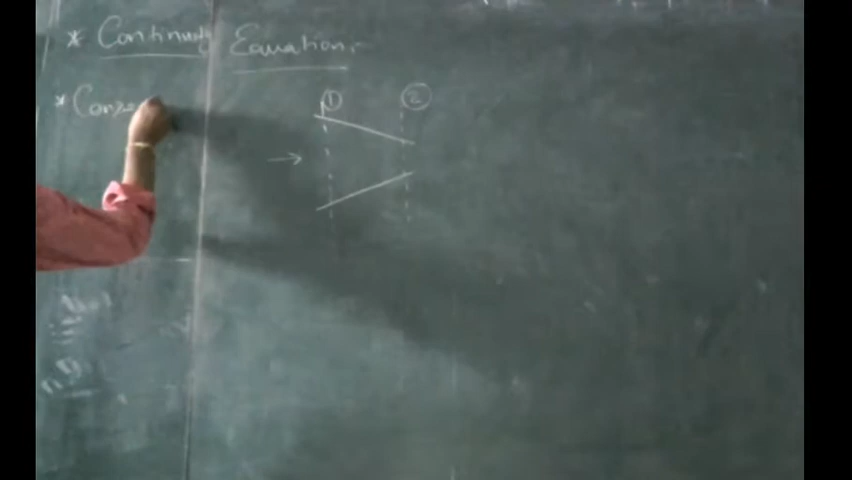 * Continuity Equation:-
* Conse
① ②